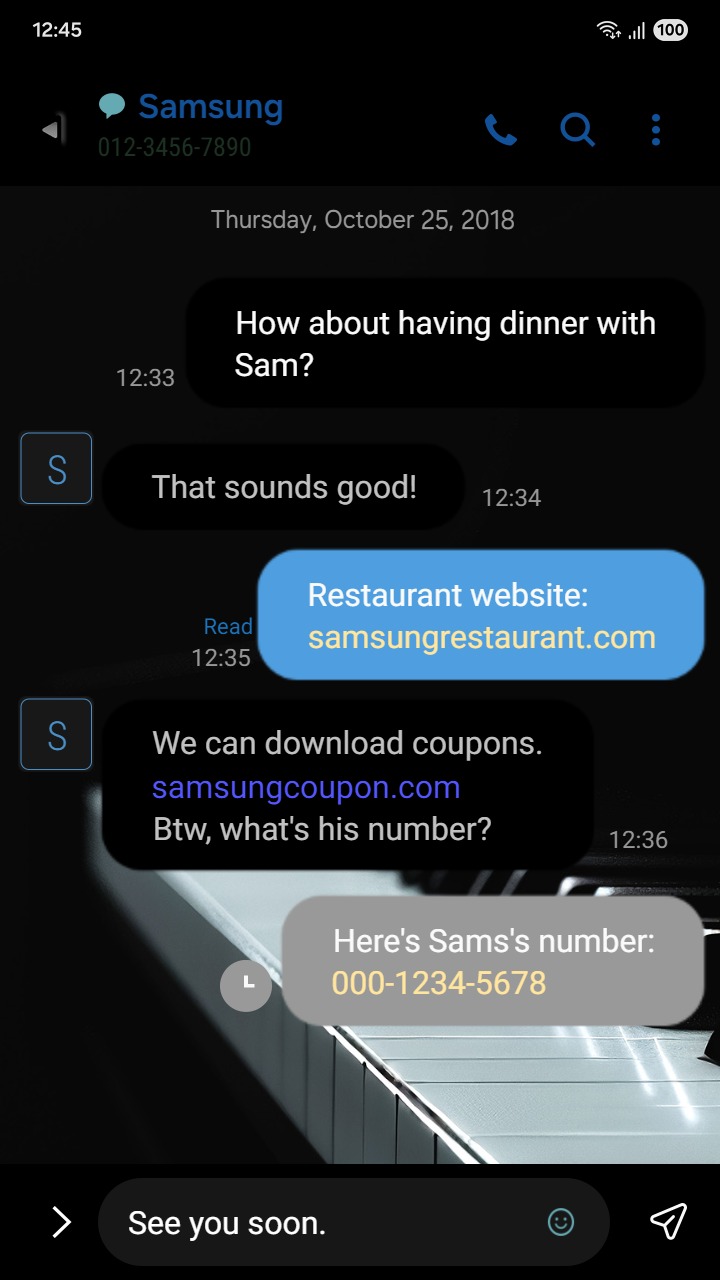 12:45
100
Samsung
012-3456-7890
Thursday, October 25, 2018
How about having dinner with
Sam?
12:33
S
That sounds good!
12:34
Restaurant website:
samsungrestaurant.com
Read
12:35
S
We can download coupons.
samsungcoupon.com
Btw, what's his number?
12:36
Here's Sams's number:
000-1234-5678
See you soon.